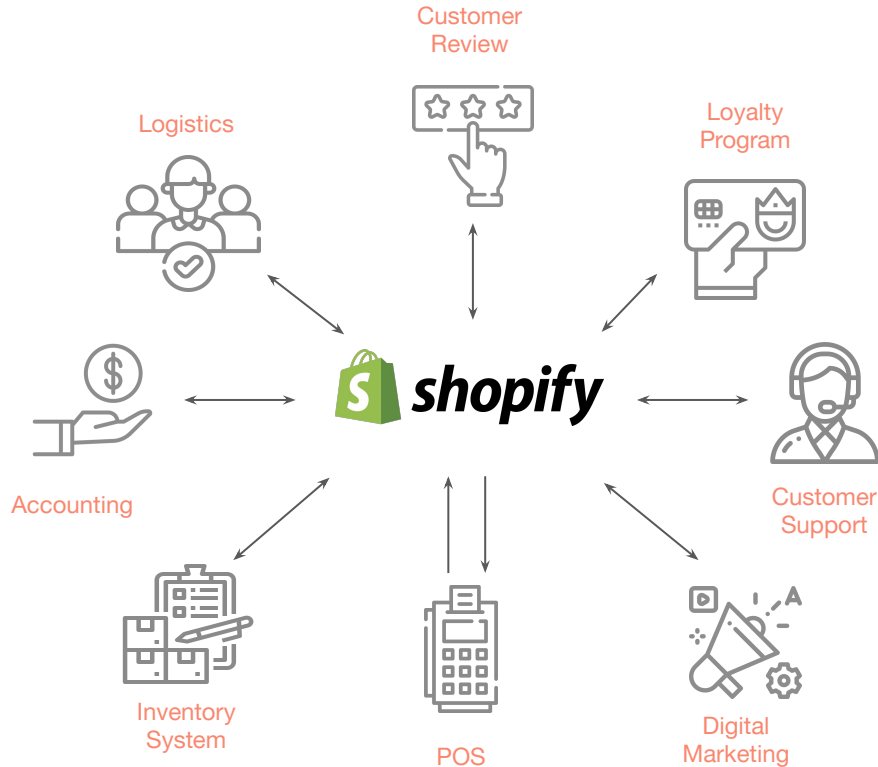 Customer
Review
Logistics
Loyalty
Program
S shopify
$
Accounting
Customer
Support
Inventory
System
POS
A
Digital
Marketing